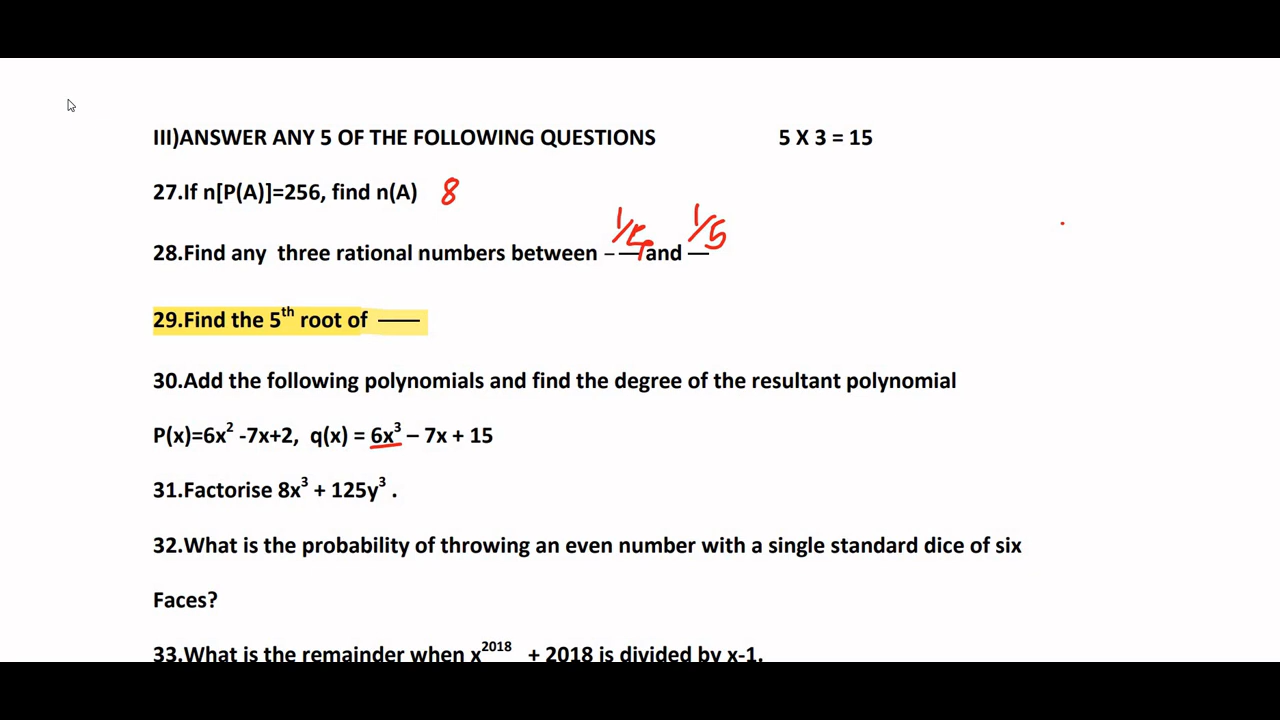 III)ANSWER ANY 5 OF THE FOLLOWING QUESTIONS 5 X 3 = 15
27.If n[P(A)]=256, find n(A) 8
28.Find any three rational numbers between – and 1/5
29.Find the 5th root of
30.Add the following polynomials and find the degree of the resultant polynomial
P(x)=6x² -7x+2, q(x) = 6x³ – 7x + 15
31.Factorise 8x³ + 125y³ .
32.What is the probability of throwing an even number with a single standard dice of six
Faces?
33.What is the remainder when x²⁰¹⁸ + 2018 is divided by x-1.